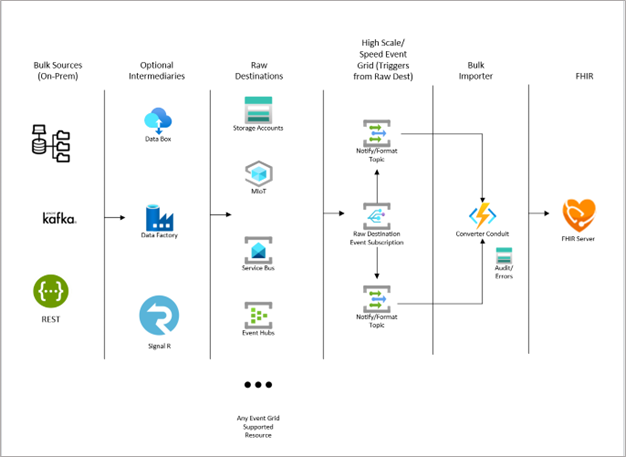 Bulk Sources
(On-Prem)
Optional
Intermediaries
Raw
Destinations
High Scale/
Speed Event
Grid (Triggers
from Raw Dest)
Bulk
Importer
FHIR
Data Box
Storage Accounts
Notify/Format
Topic
MIoT
kafka
Data Factory
Raw Destination
Event Subscription
Converter Conduit
FHIR Server
Service Bus
Audit/
Errors
REST
Signal R
Event Hubs
Notify/Format
Topic
Any Event Grid
Supported
Resource